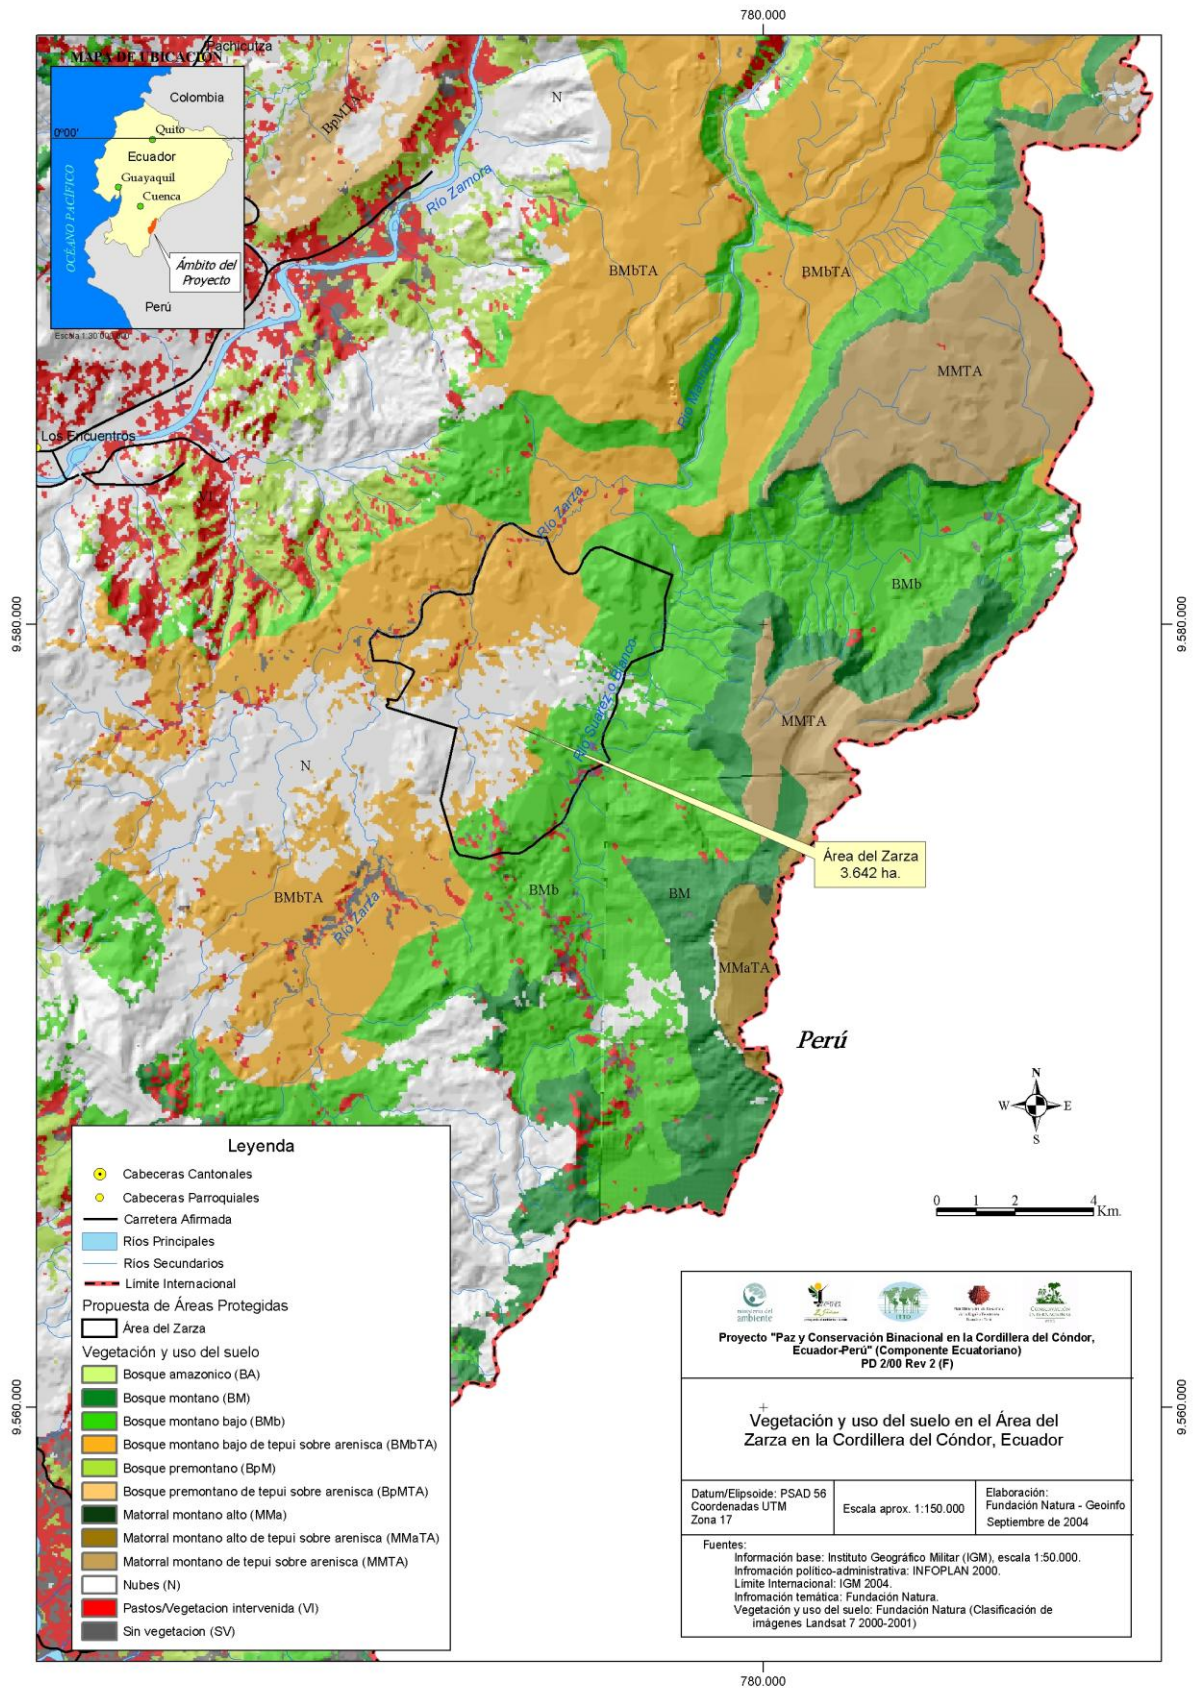 780.000
Pachicutza
MAPA DE UBICACIÓN
Colombia
0°00'
Quito
Ecuador
Guayaquil
Cuenca
OCÉANO PACÍFICO
Ámbito del
Proyecto
Perú
BpMTA
N
Río Zamora
BMbTA
BMbTA
Río Machinaza
MMTA
Los Encuentros
VI
Río Zarza
BMb
9.580.000
9.580.000
Río Suárez o Blanco
MMTA
N
Área del Zarza
3.642 ha.
BMbTA
Río Zarza
BMb
BM
MMaTA
Perú
N
W
E
S
0 1 2 4
Km.
Leyenda
Cabeceras Cantonales
Cabeceras Parroquiales
Carretera Afirmada
Rios Principales
Rios Secundarios
Limite Internacional
Propuesta de Áreas Protegidas
Área del Zarza
Vegetación y uso del suelo
Bosque amazonico (BA)
Bosque montano (BM)
Bosque montano bajo (BMb)
Bosque montano bajo de tepui sobre arenisca (BMbTA)
Bosque premontano (BpM)
Bosque premontano de tepui sobre arenisca (BpMTA)
Matorral montano alto (MMa)
Matorral montano alto de tepui sobre arenisca (MMaTA)
Matorral montano de tepui sobre arenisca (MMTA)
Nubes (N)
Pastos/Vegetacion intervenida (VI)
Sin vegetacion (SV)
9.560.000
9.560.000
ambiente
Proyecto "Paz y Conservación Binacional en la Cordillera del Cóndor,
Ecuador-Perú" (Componente Ecuatoriano)
PD 2/00 Rev 2 (F)
Vegetación y uso del suelo en el Área del
Zarza en la Cordillera del Cóndor, Ecuador
Datum/Elipsoide: PSAD 56
Coordenadas UTM
Zona 17
Escala aprox. 1:150.000
Elaboración:
Fundación Natura - Geoinfo
Septiembre de 2004
Fuentes:
Información base: Instituto Geográfico Militar (IGM), escala 1:50.000.
Infromación político-administrativa: INFOPLAN 2000.
Limite Internacional: IGM 2004.
Infromación temática: Fundación Natura.
Vegetación y uso del suelo: Fundación Natura (Clasificación de
imágenes Landsat 7 2000-2001)
780.000